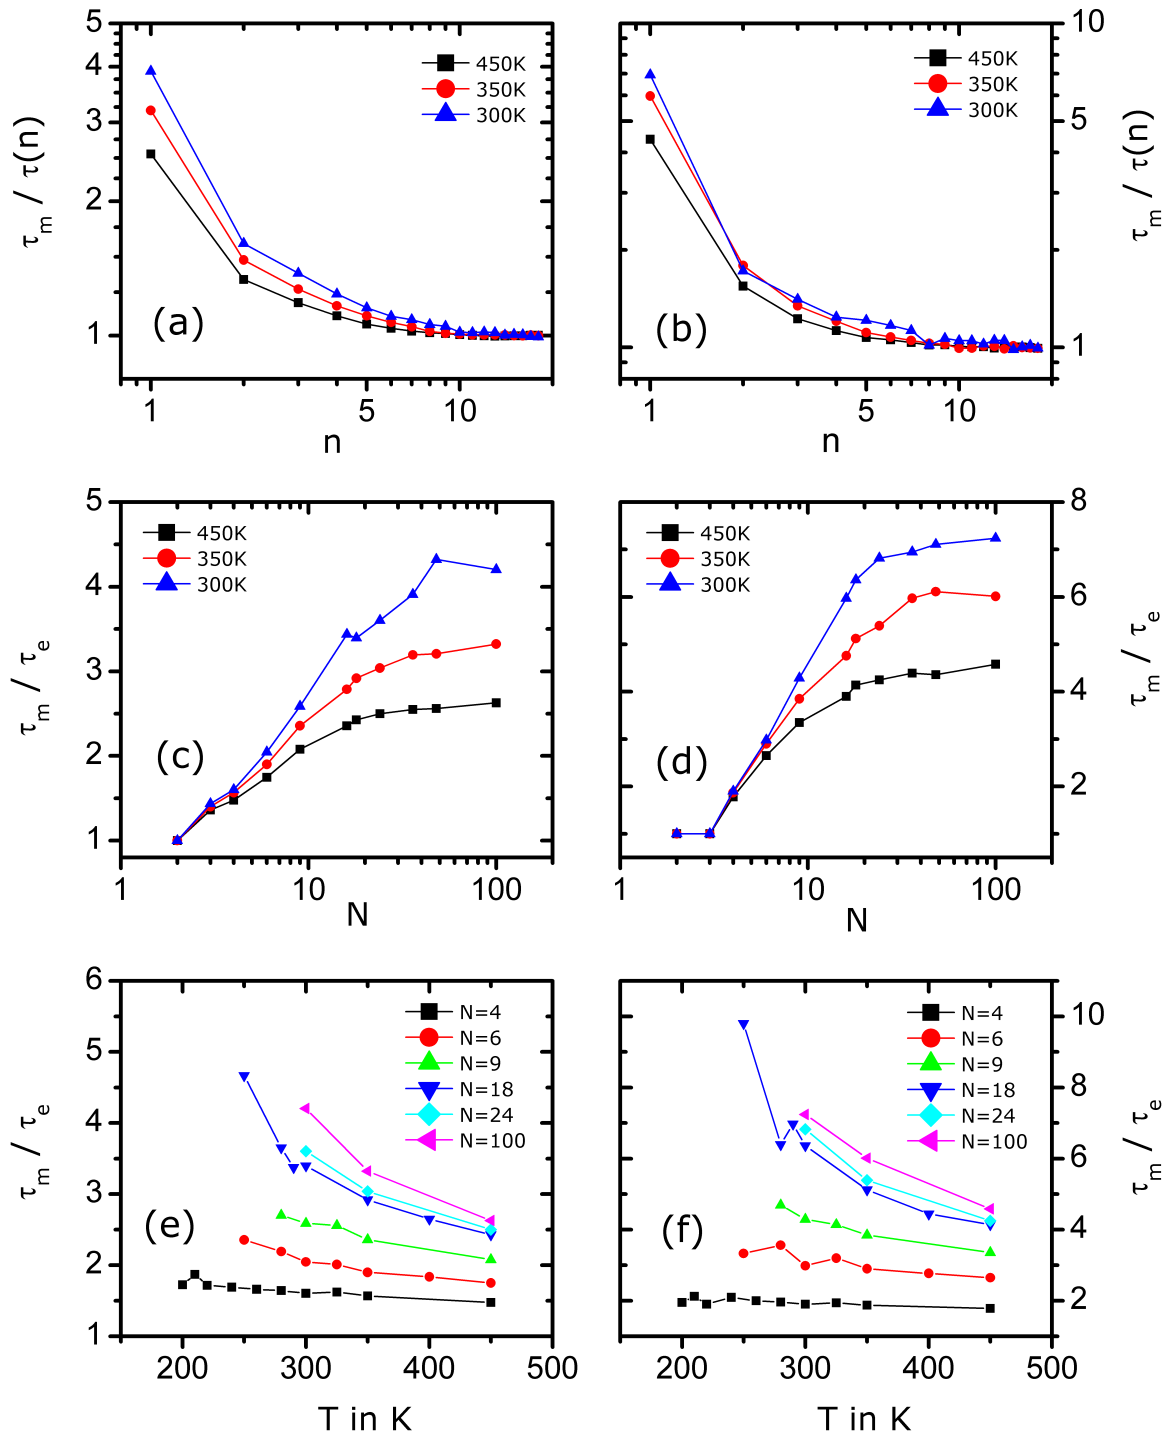 5
4
3
2
1
τm / τ(n)
450K
350K
300K
(a)
1
5
10
n
10
5
1
τm / τ(n)
450K
350K
300K
(b)
1
5
10
n
5
4
3
2
1
τm / τe
450K
350K
300K
(c)
1
10
100
N
8
6
4
2
τm / τe
450K
350K
300K
(d)
1
10
100
N
6
5
4
3
2
1
τm / τe
N=4
N=6
N=9
N=18
N=24
N=100
(e)
200
300
400
500
T in K
10
8
6
4
2
τm / τe
N=4
N=6
N=9
N=18
N=24
N=100
(f)
200
300
400
500
T in K